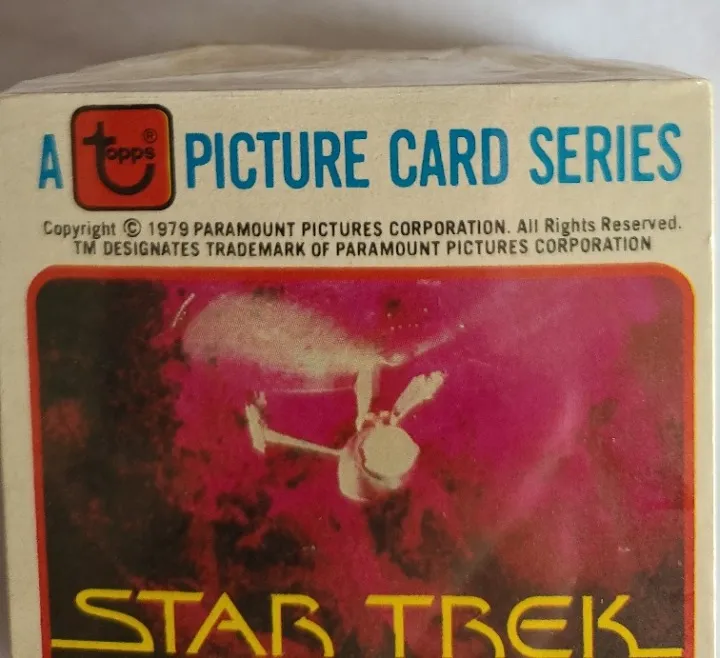 A topps® PICTURE CARD SERIES
Copyright © 1979 PARAMOUNT PICTURES CORPORATION. All Rights Reserved.
TM DESIGNATES TRADEMARK OF PARAMOUNT PICTURES CORPORATION
STAR TREK